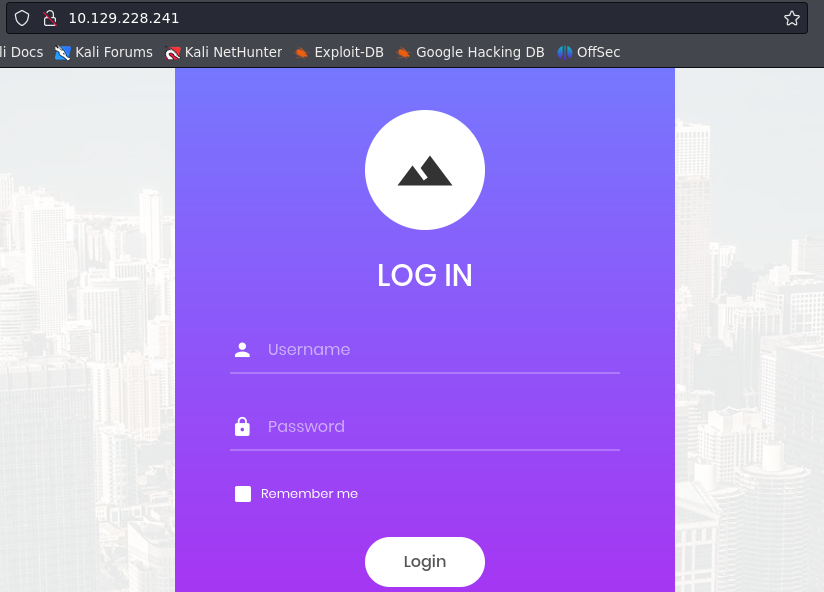 10.129.228.241
li Docs Kali Forums Kali NetHunter Exploit-DB Google Hacking DB OffSec
LOG IN
Username
Password
Remember me
Login